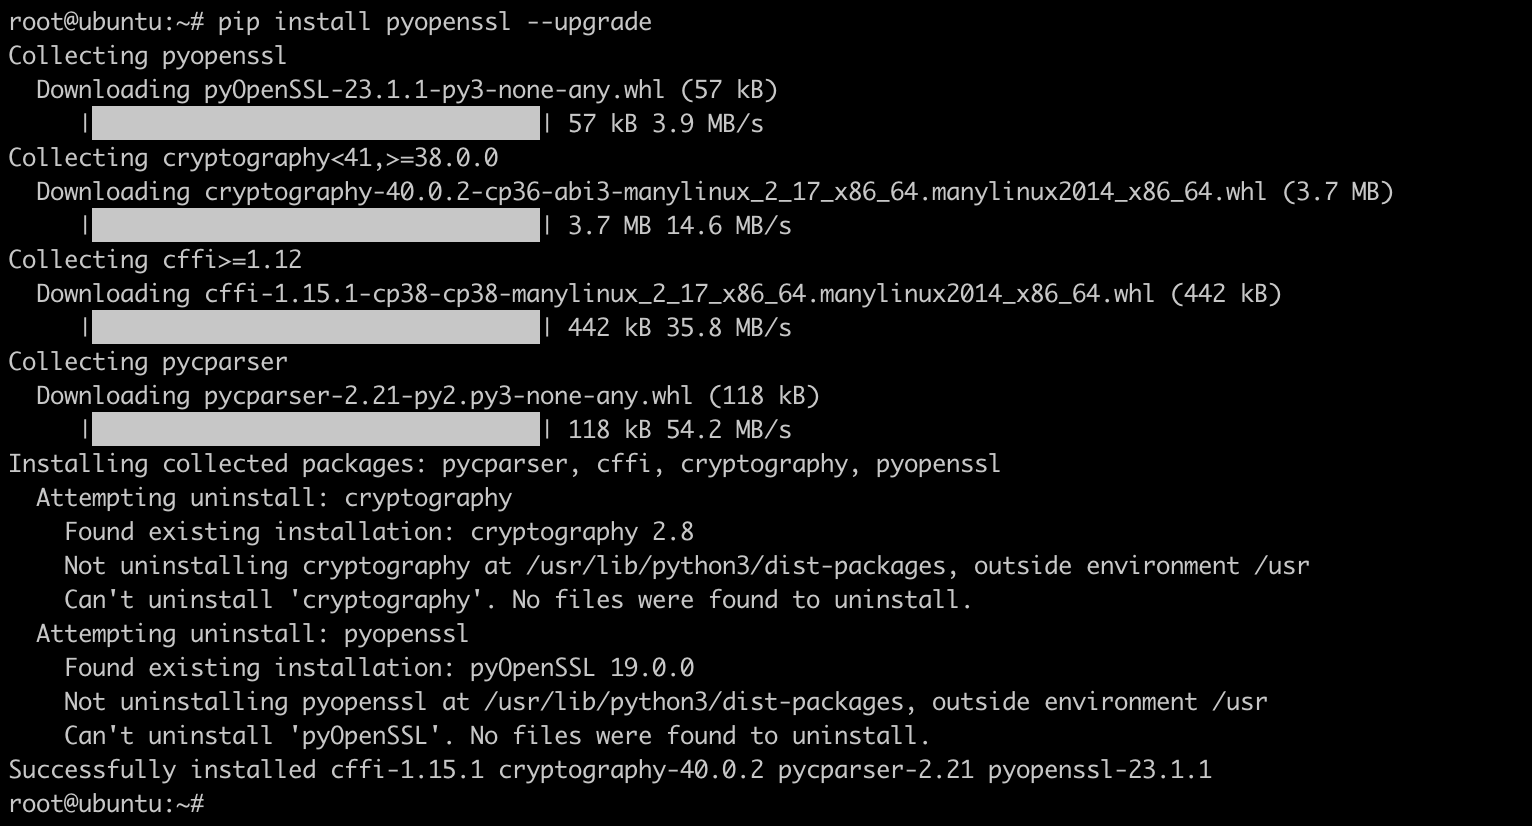 root@ubuntu:~# pip install pyopenssl --upgrade
Collecting pyopenssl
  Downloading pyOpenSSL-23.1.1-py3-none-any.whl (57 kB)
     |████████████████████████████████| 57 kB 3.9 MB/s
Collecting cryptography<41,>=38.0.0
  Downloading cryptography-40.0.2-cp36-abi3-manylinux_2_17_x86_64.manylinux2014_x86_64.whl (3.7 MB)
     |████████████████████████████████| 3.7 MB 14.6 MB/s
Collecting cffi>=1.12
  Downloading cffi-1.15.1-cp38-cp38-manylinux_2_17_x86_64.manylinux2014_x86_64.whl (442 kB)
     |████████████████████████████████| 442 kB 35.8 MB/s
Collecting pycparser
  Downloading pycparser-2.21-py2.py3-none-any.whl (118 kB)
     |████████████████████████████████| 118 kB 54.2 MB/s
Installing collected packages: pycparser, cffi, cryptography, pyopenssl
  Attempting uninstall: cryptography
    Found existing installation: cryptography 2.8
    Not uninstalling cryptography at /usr/lib/python3/dist-packages, outside environment /usr
    Can't uninstall 'cryptography'. No files were found to uninstall.
  Attempting uninstall: pyopenssl
    Found existing installation: pyOpenSSL 19.0.0
    Not uninstalling pyopenssl at /usr/lib/python3/dist-packages, outside environment /usr
    Can't uninstall 'pyOpenSSL'. No files were found to uninstall.
Successfully installed cffi-1.15.1 cryptography-40.0.2 pycparser-2.21 pyopenssl-23.1.1
root@ubuntu:~#